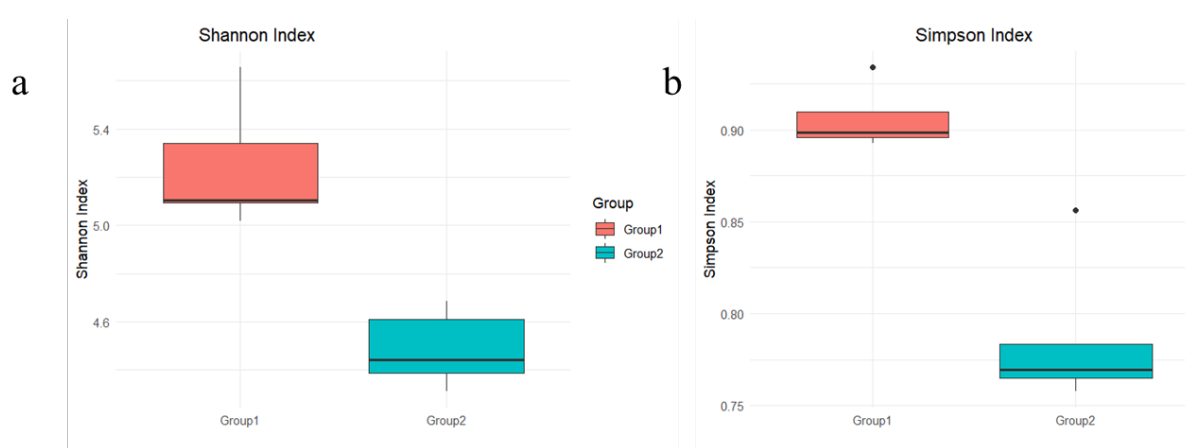 a
Shannon Index
Shannon Index
5.4
5.0
4.6
Group1
Group2
Group
Group1
Group2
b
Simpson Index
Simpson Index
0.90
0.85
0.80
0.75
Group1
Group2